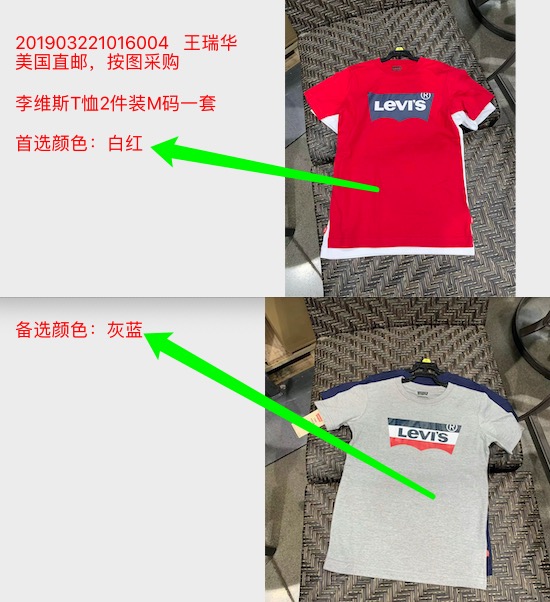 201903221016004 王瑞华
美国直邮，按图采购
李维斯T恤2件装M码一套
首选颜色：白红
LEVI'S®
备选颜色：灰蓝
LEVI'S®